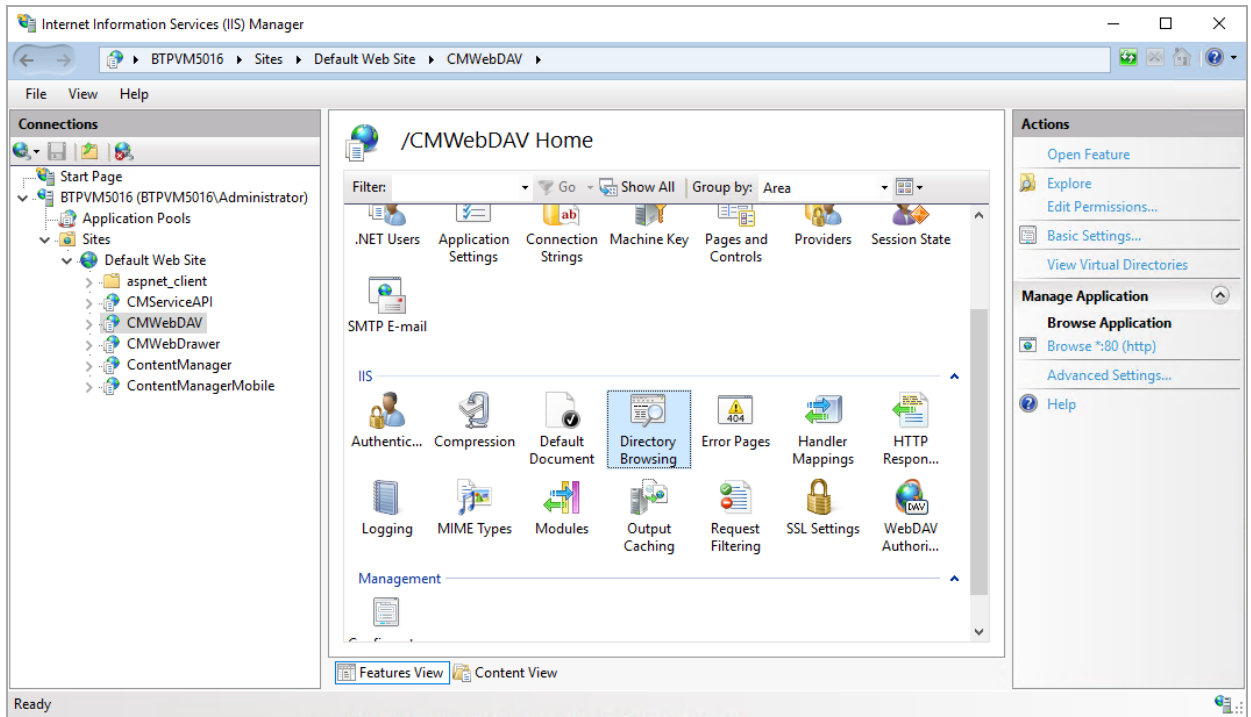 Internet Information Services (IIS) Manager
BTPVM5016 Sites Default Web Site CMWebDAV
File View Help
Connections
Start Page
BTPVM5016 (BTPVM5016\Administrator)
Application Pools
Sites
Default Web Site
aspnet_client
CMServiceAPI
CMWebDAV
CMWebDrawer
ContentManager
ContentManagerMobile
/CMWebDAV Home
Filter: Go Show All Group by: Area
ab
.NET Users Application Connection Machine Key Pages and Providers Session State
Settings Strings Controls
SMTP E-mail
IIS
404
Authentic... Compression Default Directory Error Pages Handler HTTP
Document Browsing Mappings Respon...
DAV
Logging MIME Types Modules Output Request SSL Settings WebDAV
Caching Filtering Authori...
Management
Features View Content View
Actions
Open Feature
Explore
Edit Permissions...
Basic Settings...
View Virtual Directories
Manage Application
Browse Application
Browse *:80 (http)
Advanced Settings...
Help
Ready